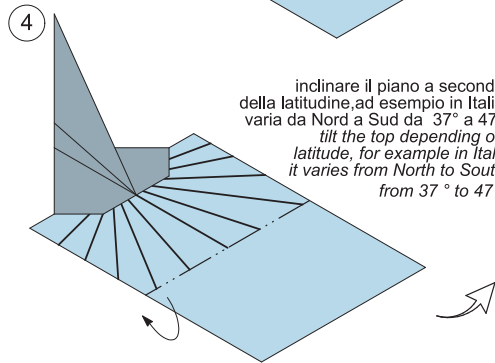 4
inclinare il piano a second
della latitudine,ad esempio in Itali
varia da Nord a Sud da 37° a 47
tilt the top depending o
latitude, for example in Ital
it varies from North to Sout
from 37 ° to 47